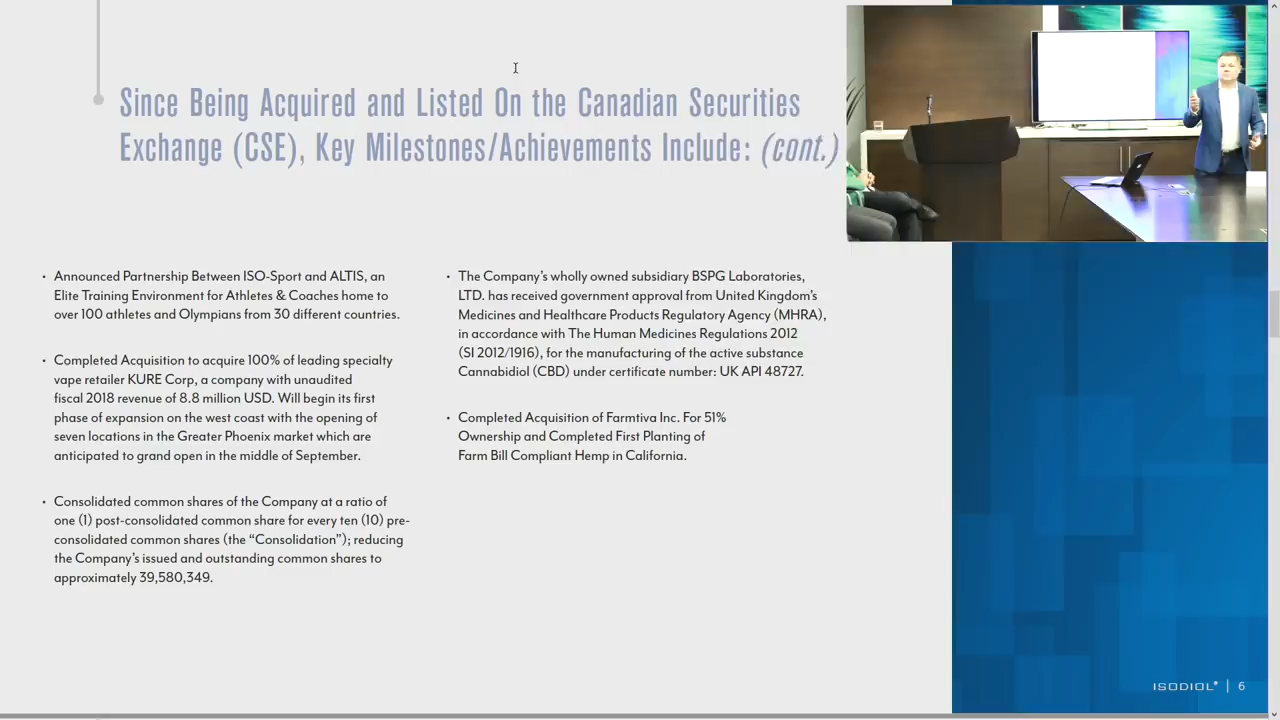 Since Being Acquired and Listed On the Canadian Securities
Exchange (CSE), Key Milestones/Achievements Include: (cont.)
• Announced Partnership Between ISO-Sport and ALTIS, an
Elite Training Environment for Athletes & Coaches home to
over 100 athletes and Olympians from 30 different countries.
• Completed Acquisition to acquire 100% of leading specialty
vape retailer KURE Corp, a company with unaudited
fiscal 2018 revenue of 8.8 million USD. Will begin its first
phase of expansion on the west coast with the opening of
seven locations in the Greater Phoenix market which are
anticipated to grand open in the middle of September.
• Consolidated common shares of the Company at a ratio of
one (1) post-consolidated common share for every ten (10) pre-
consolidated common shares (the “Consolidation”); reducing
the Company’s issued and outstanding common shares to
approximately 39,580,349.
• The Company’s wholly owned subsidiary BSPG Laboratories,
LTD. has received government approval from United Kingdom’s
Medicines and Healthcare Products Regulatory Agency (MHRA),
in accordance with The Human Medicines Regulations 2012
(SI 2012/1916), for the manufacturing of the active substance
Cannabidiol (CBD) under certificate number: UK API 48727.
• Completed Acquisition of Farmtiva Inc. For 51%
Ownership and Completed First Planting of
Farm Bill Compliant Hemp in California.
ISODIOL® | 6